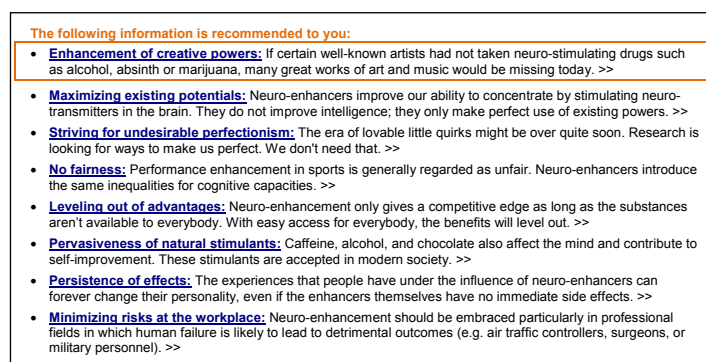 The following information is recommended to you:
• Enhancement of creative powers: If certain well-known artists had not taken neuro-stimulating drugs such
as alcohol, absinth or marijuana, many great works of art and music would be missing today. >>
• Maximizing existing potentials: Neuro-enhancers improve our ability to concentrate by stimulating neuro-
transmitters in the brain. They do not improve intelligence; they only make perfect use of existing powers. >>
• Striving for undesirable perfectionism: The era of lovable little quirks might be over quite soon. Research is
looking for ways to make us perfect. We don't need that. >>
• No fairness: Performance enhancement in sports is generally regarded as unfair. Neuro-enhancers introduce
the same inequalities for cognitive capacities. >>
• Leveling out of advantages: Neuro-enhancement only gives a competitive edge as long as the substances
aren't available to everybody. With easy access for everybody, the benefits will level out. >>
• Pervasiveness of natural stimulants: Caffeine, alcohol, and chocolate also affect the mind and contribute to
self-improvement. These stimulants are accepted in modern society. >>
• Persistence of effects: The experiences that people have under the influence of neuro-enhancers can
forever change their personality, even if the enhancers themselves have no immediate side effects. >>
• Minimizing risks at the workplace: Neuro-enhancement should be embraced particularly in professional
fields in which human failure is likely to lead to detrimental outcomes (e.g. air traffic controllers, surgeons, or
military personnel). >>